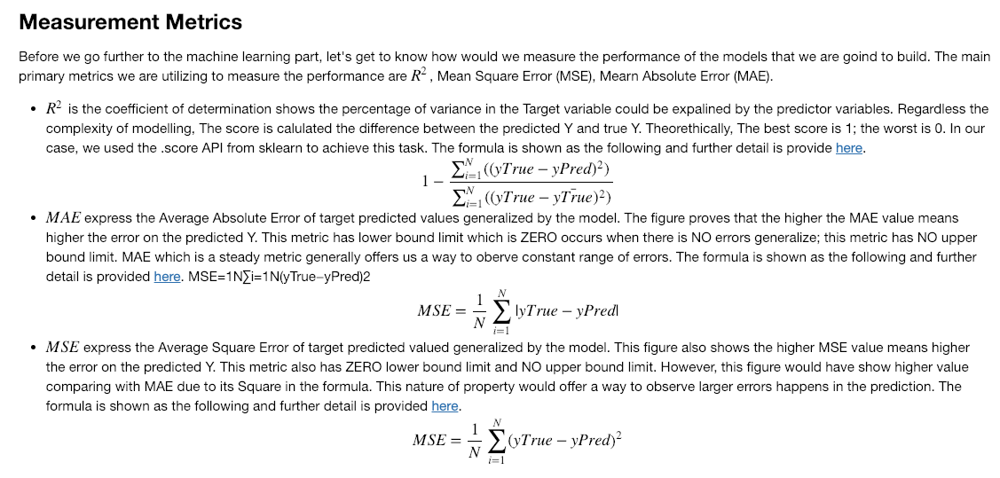 Measurement Metrics
Before we go further to the machine learning part, let's get to know how would we measure the performance of the models that we are goind to build. The main
primary metrics we are utilizing to measure the performance are R², Mean Square Error (MSE), Mearn Absolute Error (MAE).
• R² is the coefficient of determination shows the percentage of variance in the Target variable could be expalined by the predictor variables. Regardless the
complexity of modelling, The score is calulated the difference between the predicted Y and true Y. Theorethically, The best score is 1; the worst is 0. In our
case, we used the .score API from sklearn to achieve this task. The formula is shown as the following and further detail is provide here.
1 − \frac{\sum_{i=1}^{N}((yTrue − yPred)^2)}{\sum_{i=1}^{N}((yTrue − y\bar{True})^2)}
• MAE express the Average Absolute Error of target predicted values generalized by the model. The figure proves that the higher the MAE value means
higher the error on the predicted Y. This metric has lower bound limit which is ZERO occurs when there is NO errors generalize; this metric has NO upper
bound limit. MAE which is a steady metric generally offers us a way to oberve constant range of errors. The formula is shown as the following and further
detail is provided here. MSE=1N∑i=1N(yTrue−yPred)2
MSE = \frac{1}{N} \sum_{i=1}^{N} |yTrue − yPred|
• MSE express the Average Square Error of target predicted valued generalized by the model. This figure also shows the higher MSE value means higher
the error on the predicted Y. This metric also has ZERO lower bound limit and NO upper bound limit. However, this figure would have show higher value
comparing with MAE due to its Square in the formula. This nature of property would offer a way to observe larger errors happens in the prediction. The
formula is shown as the following and further detail is provided here.
MSE = \frac{1}{N} \sum_{i=1}^{N} (yTrue − yPred)^2